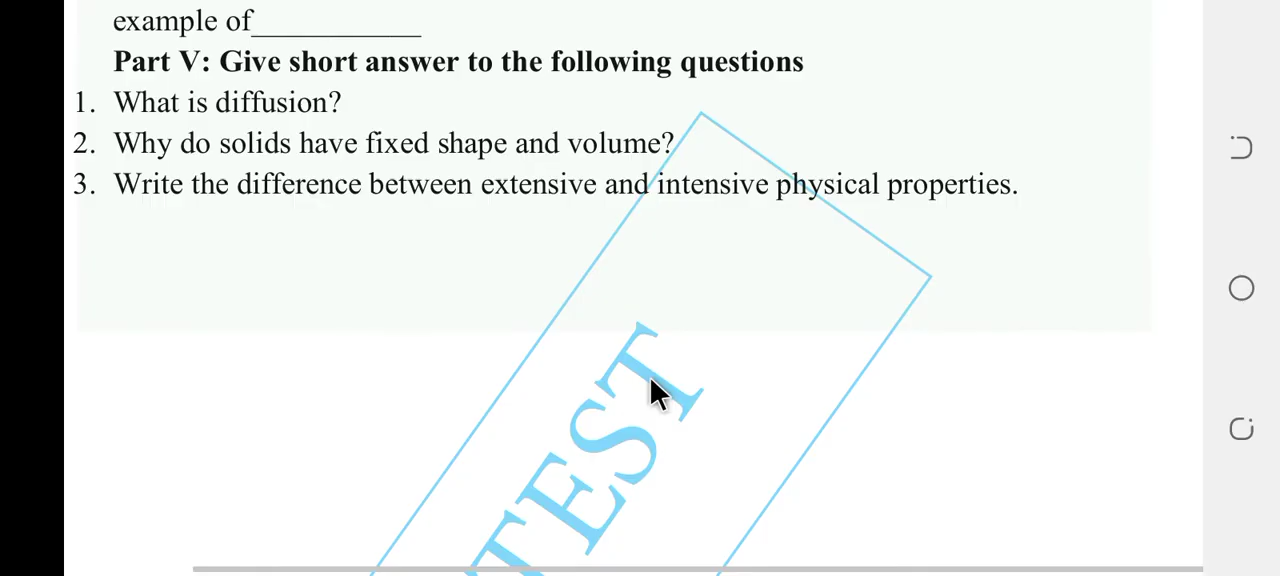 example of___________
Part V: Give short answer to the following questions
1. What is diffusion?
2. Why do solids have fixed shape and volume?
3. Write the difference between extensive and intensive physical properties.
TEST